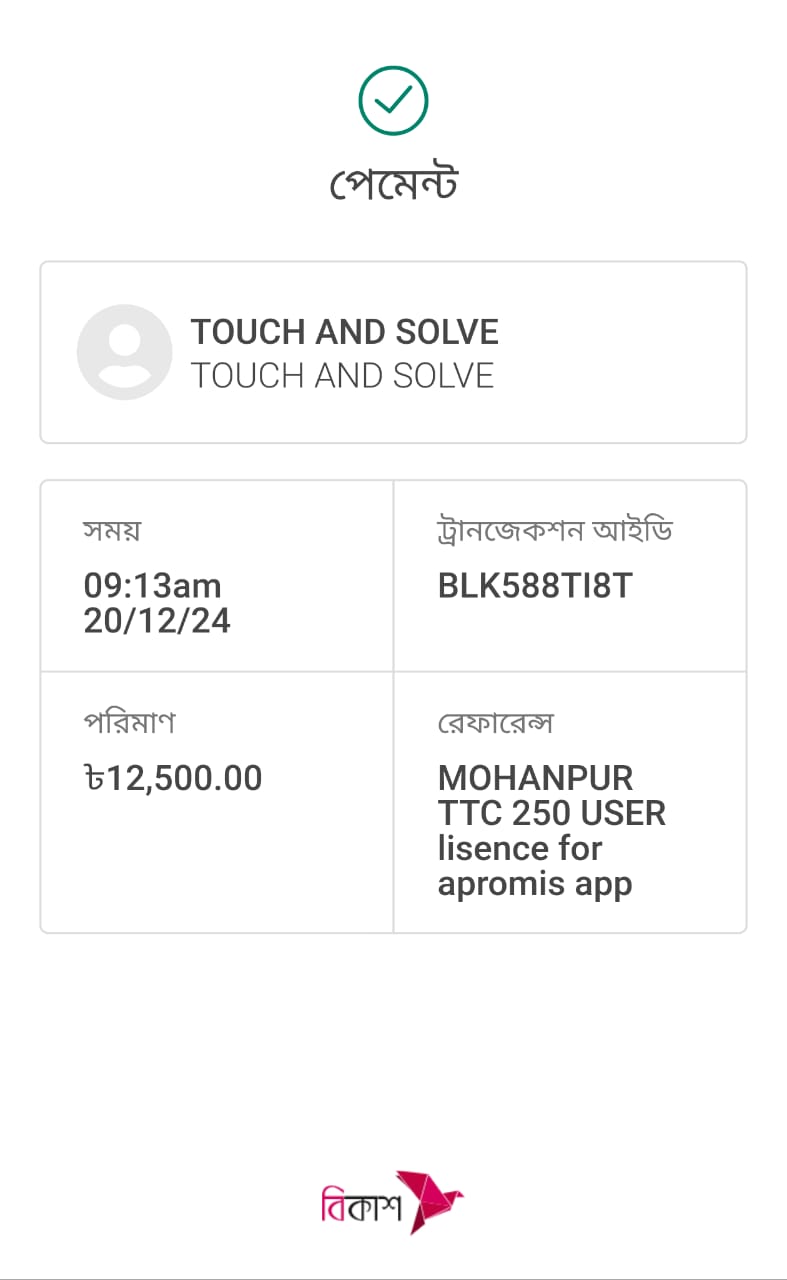 পেমেন্ট
TOUCH AND SOLVE
TOUCH AND SOLVE
সময়
09:13am
20/12/24
ট্রানজেকশন আইডি
BLK588TI8T
পরিমাণ
৳12,500.00
রেফারেন্স
MOHANPUR
TTC 250 USER
lisence for
apromis app
বিকাশ